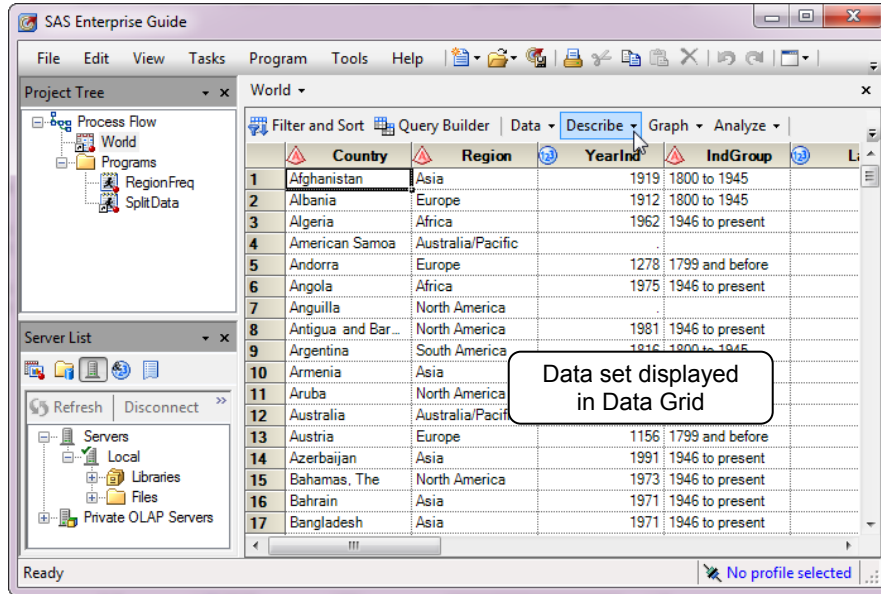 SAS Enterprise Guide
File Edit View Tasks Program Tools Help
Project Tree
World
Process Flow
World
Programs
RegionFreq
SplitData
Filter and Sort Query Builder Data Describe Graph Analyze
Country Region YearInd IndGroup
1 Afghanistan Asia 1919 1800 to 1945
2 Albania Europe 1912 1800 to 1945
3 Algeria Africa 1962 1946 to present
4 American Samoa Australia/Pacific .
5 Andorra Europe 1278 1799 and before
6 Angola Africa 1975 1946 to present
7 Anguilla North America .
8 Antigua and Bar... North America 1981 1946 to present
9 Argentina South America 1816 1800 to 1945
10 Armenia Asia
11 Aruba North America
12 Australia
13 Austria Europe 1156 1799 and before
14 Azerbaijan Asia 1991 1946 to present
15 Bahamas, The North America 1973 1946 to present
16 Bahrain Asia 1971 1946 to present
17 Bangladesh Asia 1971 1946 to present
Data set displayed
in Data Grid
Server List
Refresh Disconnect
Servers
Local
Libraries
Files
Private OLAP Servers
Ready
No profile selected